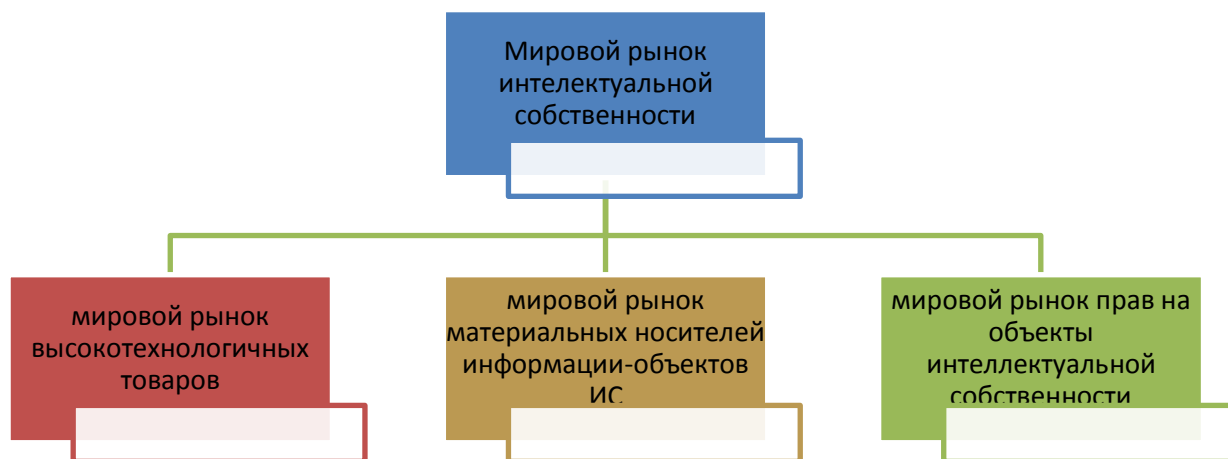 Мировой рынок
интелектуальной
собственности
мировой рынок
высокотехнологичных
товаров
мировой рынок
материальных носителей
информации-объектов
ИС
мировой рынок прав на
объекты
интеллектуальной
собственности